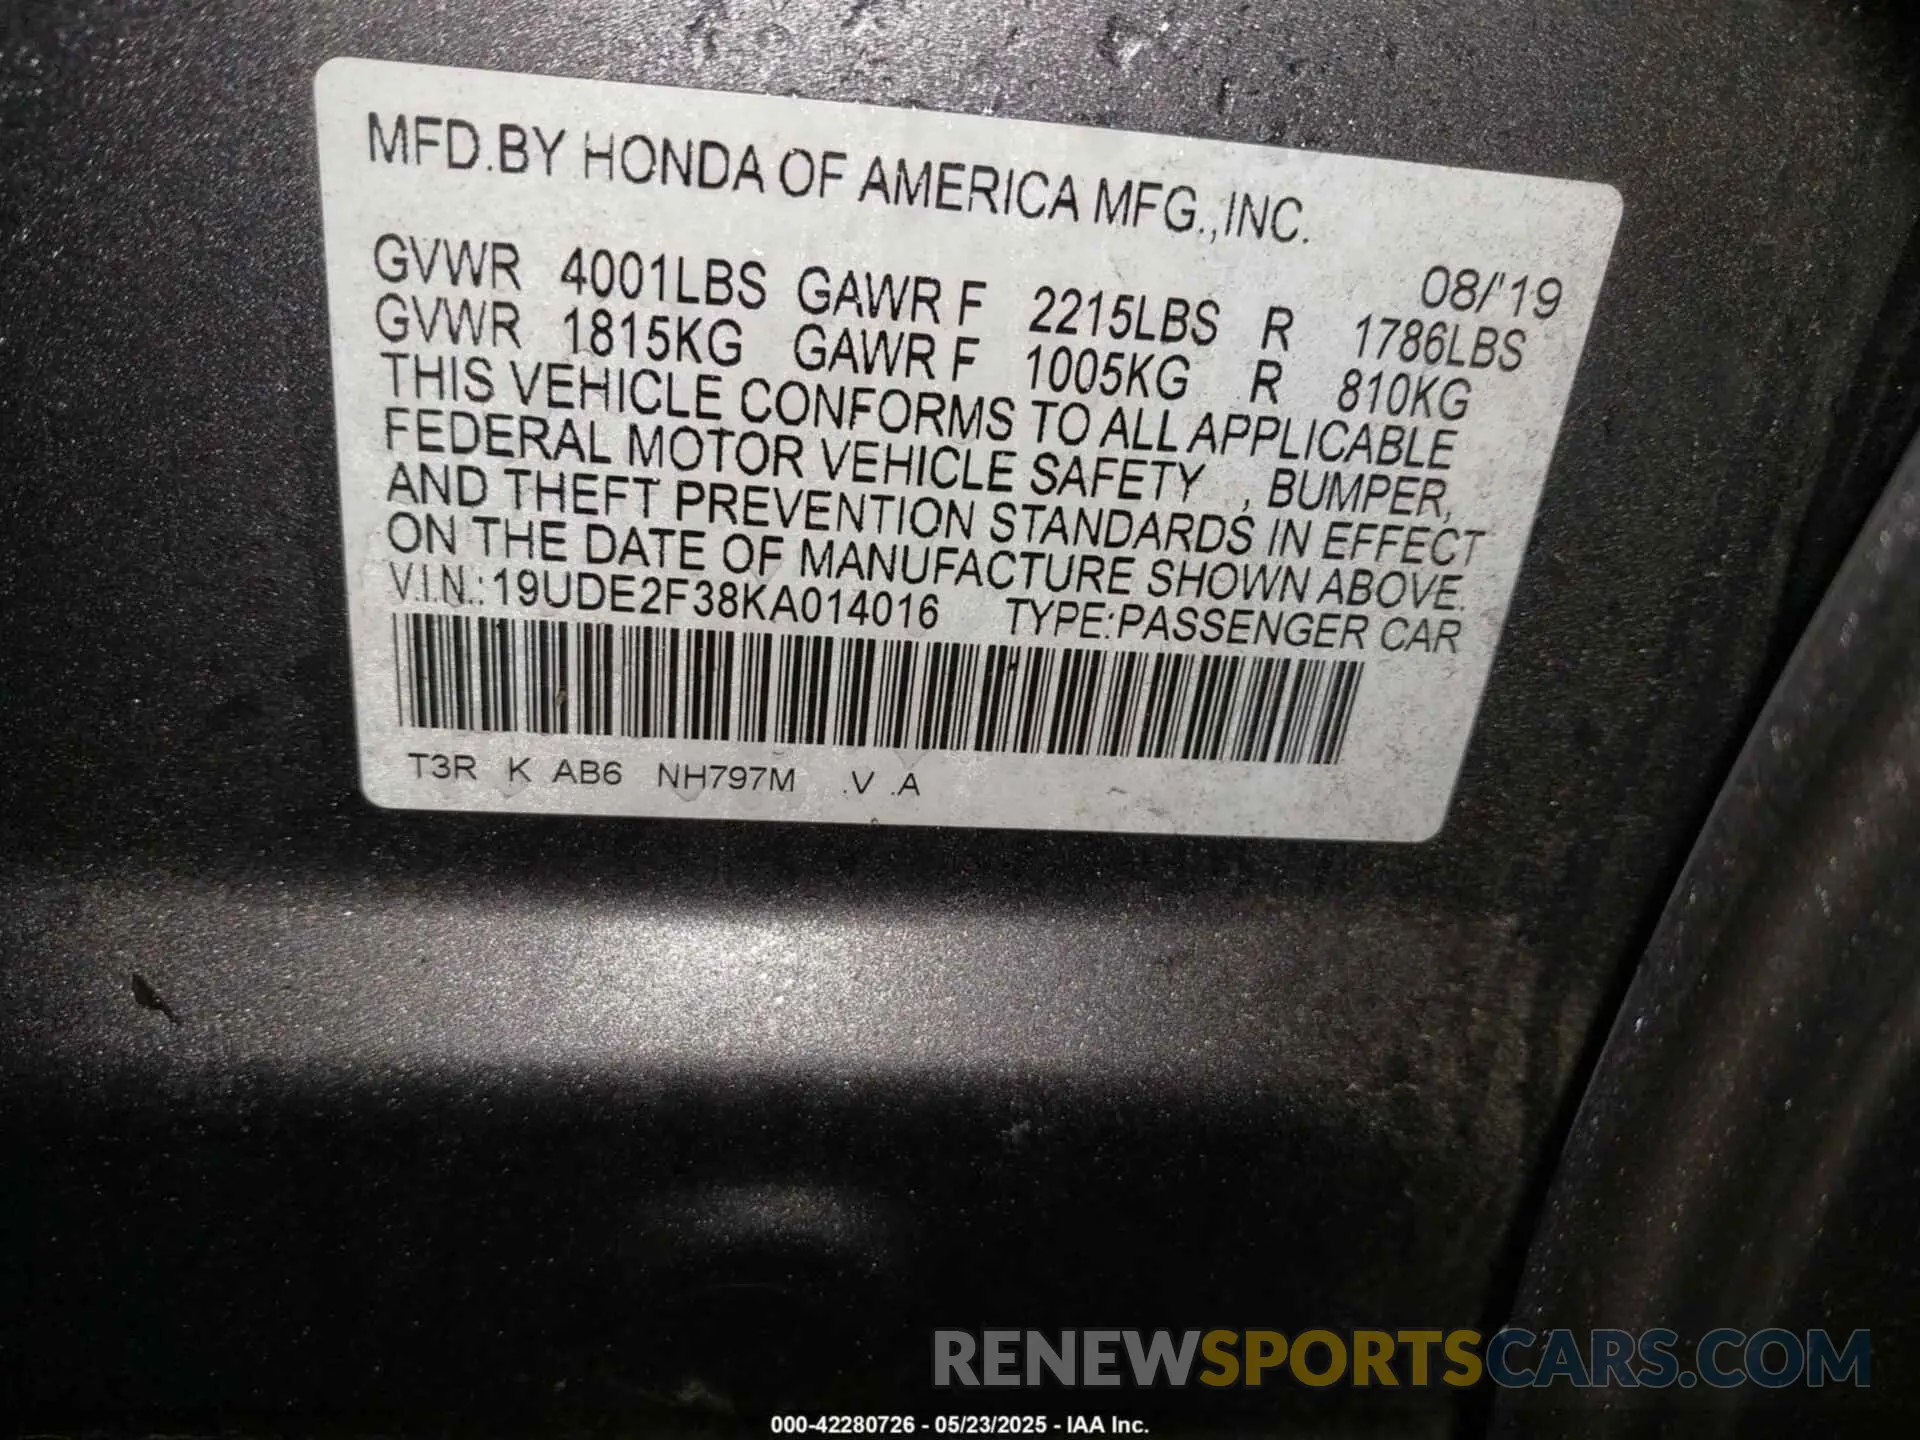 MFD.BY HONDA OF AMERICA MFG.,INC.
08/'19
GVWR 4001LBS GAWR F 2215LBS R 1786LBS
GVWR 1815KG GAWR F 1005KG R 810KG
THIS VEHICLE CONFORMS TO ALL APPLICABLE
FEDERAL MOTOR VEHICLE SAFETY , BUMPER,
AND THEFT PREVENTION STANDARDS IN EFFECT
ON THE DATE OF MANUFACTURE SHOWN ABOVE.
V.I.N.:19UDE2F38KA014016 TYPE:PASSENGER CAR
T3R K AB6 NH797M .V .A
RENEWSPORTSCARS.COM
000-42280726 - 05/23/2025 - IAA Inc.